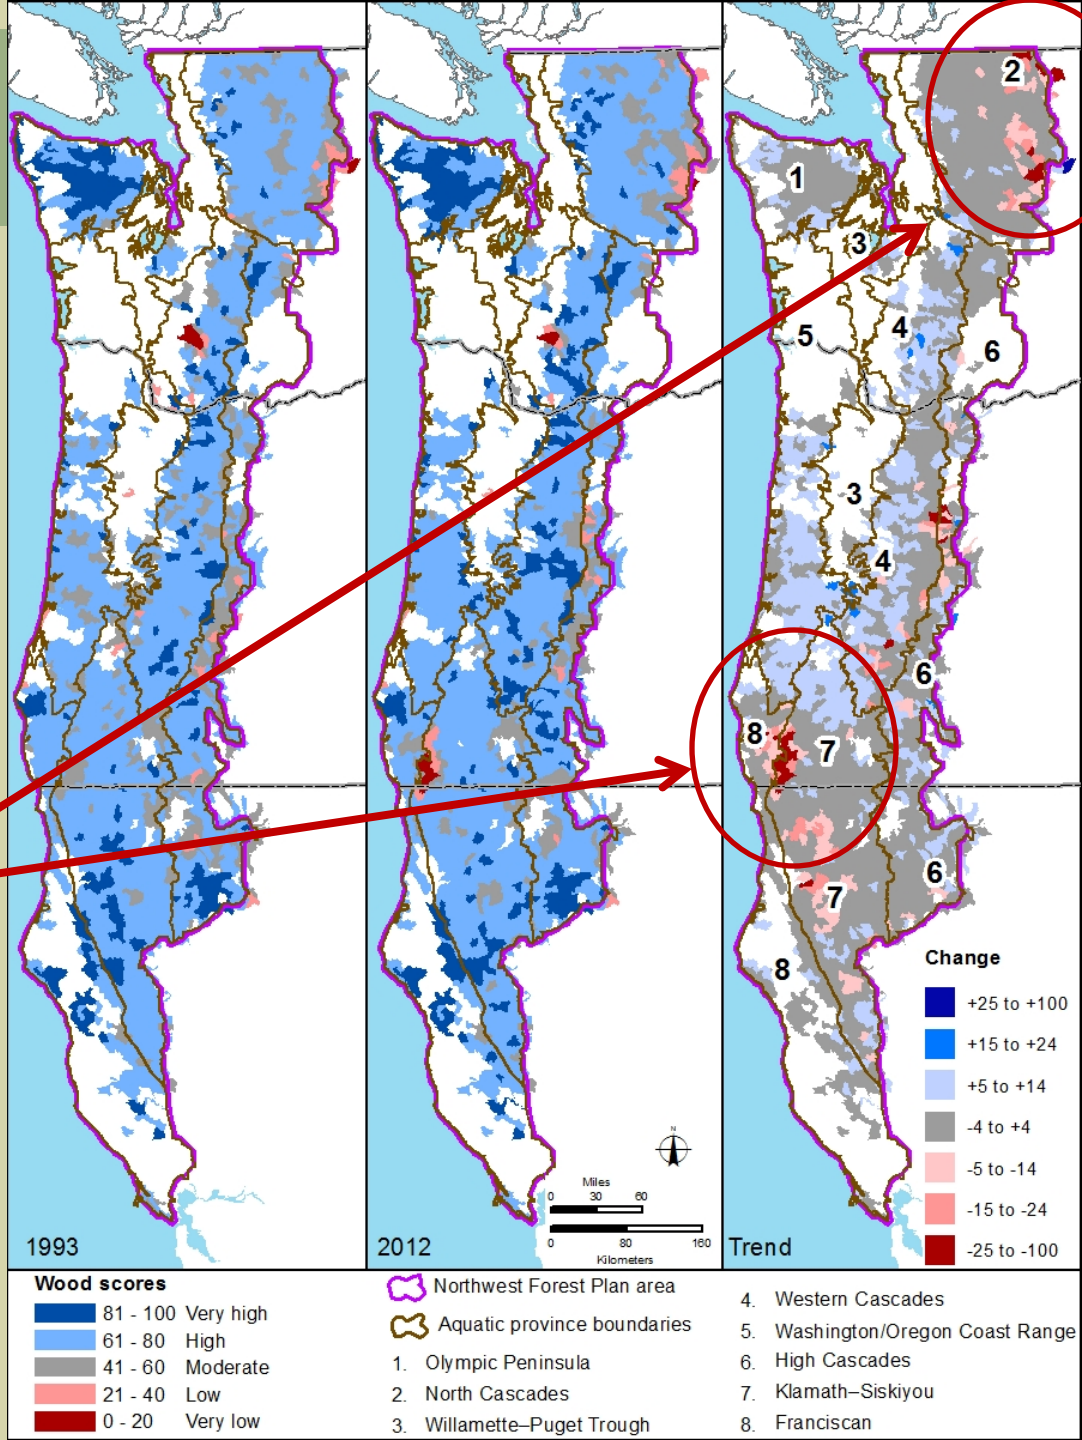 1
2
3
4
5
6
3
4
6
8
7
7
6
8
N
Miles
0 30 60
0 80 160
Kilometers
Change
+25 to +100
+15 to +24
+5 to +14
-4 to +4
-5 to -14
-15 to -24
-25 to -100
1993
2012
Trend
Wood scores
81 - 100 Very high
61 - 80 High
41 - 60 Moderate
21 - 40 Low
0 - 20 Very low
Northwest Forest Plan area
Aquatic province boundaries
1. Olympic Peninsula
2. North Cascades
3. Willamette–Puget Trough
4. Western Cascades
5. Washington/Oregon Coast Range
6. High Cascades
7. Klamath–Siskiyou
8. Franciscan